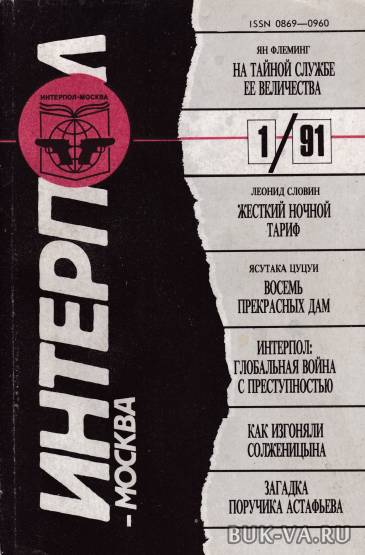 ISSN 0869—0960
ЯН ФЛЕМИНГ
НА ТАЙНОЙ СЛУЖБЕ
ЕЕ ВЕЛИЧЕСТВА
1/91
ЛЕОНИД СЛОВИН
ЖЕСТКИЙ НОЧНОЙ
ТАРИФ
ЯСУТАКА ЦУЦУИ
ВОСЕМЬ
ПРЕКРАСНЫХ ДАМ
ИНТЕРПОЛ:
ГЛОБАЛЬНАЯ ВОЙНА
С ПРЕСТУПНОСТЬЮ
КАК ИЗГОНЯЛИ
СОЛЖЕНИЦЫНА
ЗАГАДКА
ПОРУЧИКА АСТАФЬЕВА
ИНТЕРПОЛ
-МОСКВА
ИНТЕРПОЛ-МОСКВА
BUK-VA.RU